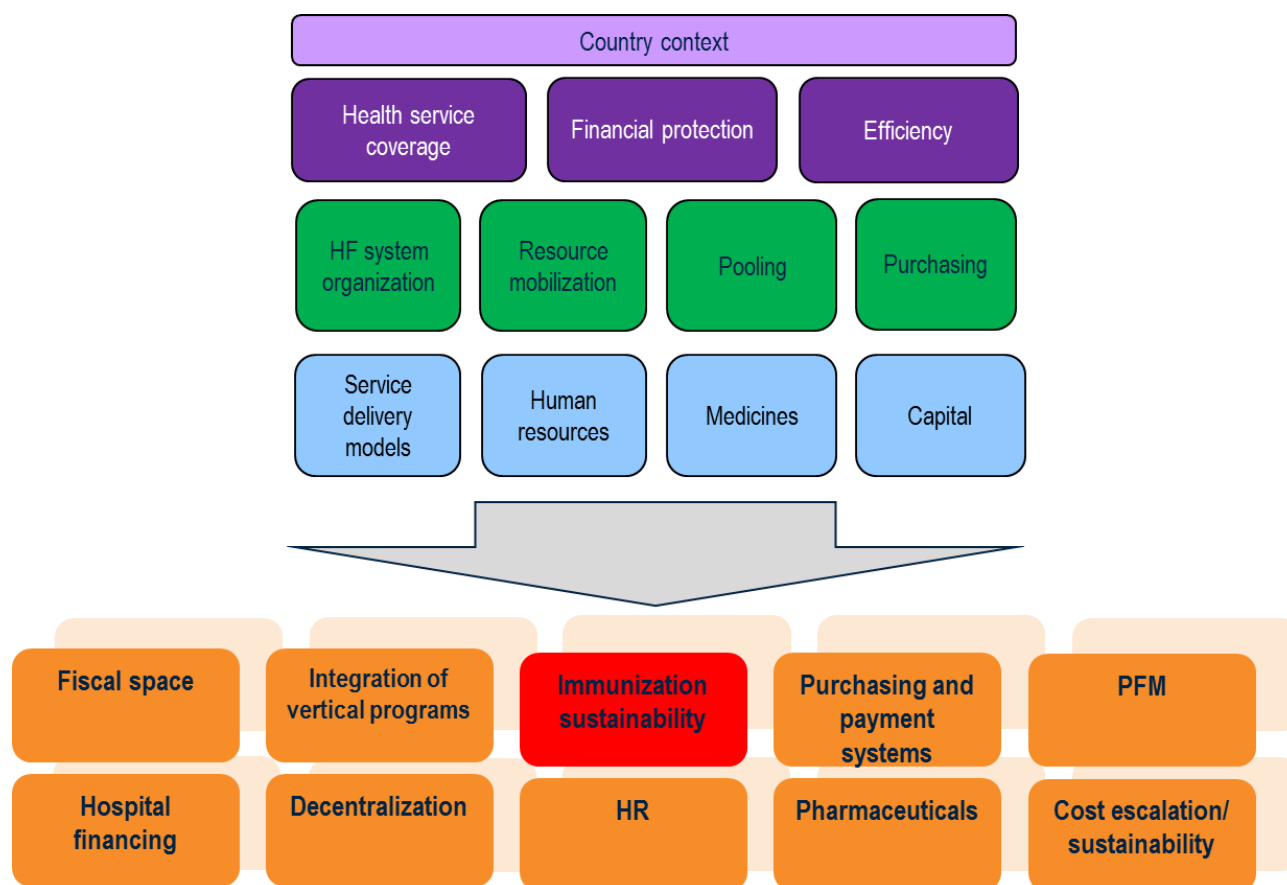 Country context
Health service
coverage
Financial protection
Efficiency
HF system
organization
Resource
mobilization
Pooling
Purchasing
Service
delivery
models
Human
resources
Medicines
Capital
Fiscal space
Integration of
vertical programs
Immunization
sustainability
Purchasing and
payment
systems
PFM
Hospital
financing
Decentralization
HR
Pharmaceuticals
Cost escalation/
sustainability